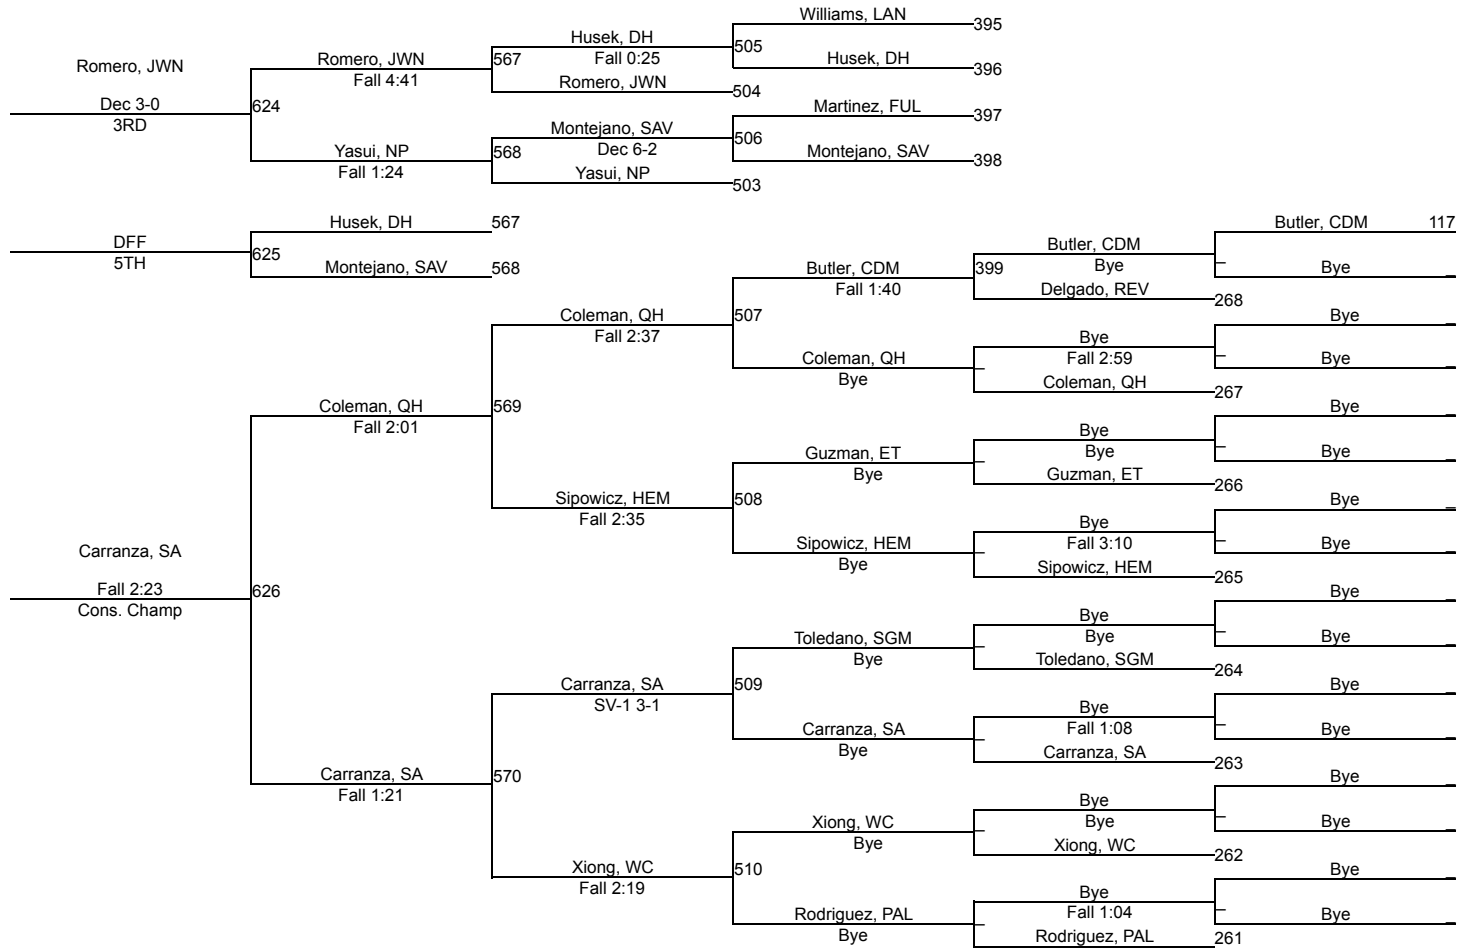 Williams, LAN
395
Husek, DH
505
Romero, JWN
Romero, JWN
567
Fall 0:25
Husek, DH
396
Fall 4:41
Romero, JWN
504
Dec 3-0
624
Martinez, FUL
397
3RD
Montejano, SAV
506
Yasui, NP
568
Dec 6-2
Montejano, SAV
398
Fall 1:24
Yasui, NP
503
Husek, DH
567
Butler, CDM
117
DFF
625
Butler, CDM
5TH
Montejano, SAV
568
Butler, CDM
399
Bye
Bye
Fall 1:40
Delgado, REV
268
Coleman, QH
507
Bye
Fall 2:37
Bye
Coleman, QH
Fall 2:59
Bye
Bye
Coleman, QH
267
Coleman, QH
569
Bye
Fall 2:01
Bye
Guzman, ET
Bye
Bye
Bye
Guzman, ET
266
Sipowicz, HEM
508
Bye
Fall 2:35
Bye
Sipowicz, HEM
Fall 3:10
Bye
Carranza, SA
Bye
Sipowicz, HEM
265
Fall 2:23
626
Bye
Cons. Champ
Bye
Toledano, SGM
Bye
Bye
Bye
Toledano, SGM
264
Carranza, SA
509
Bye
SV-1 3-1
Bye
Carranza, SA
Fall 1:08
Bye
Bye
Carranza, SA
263
Carranza, SA
570
Bye
Fall 1:21
Bye
Xiong, WC
Bye
Bye
Bye
Xiong, WC
262
Xiong, WC
510
Bye
Fall 2:19
Bye
Rodriguez, PAL
Fall 1:04
Bye
Bye
Rodriguez, PAL
261